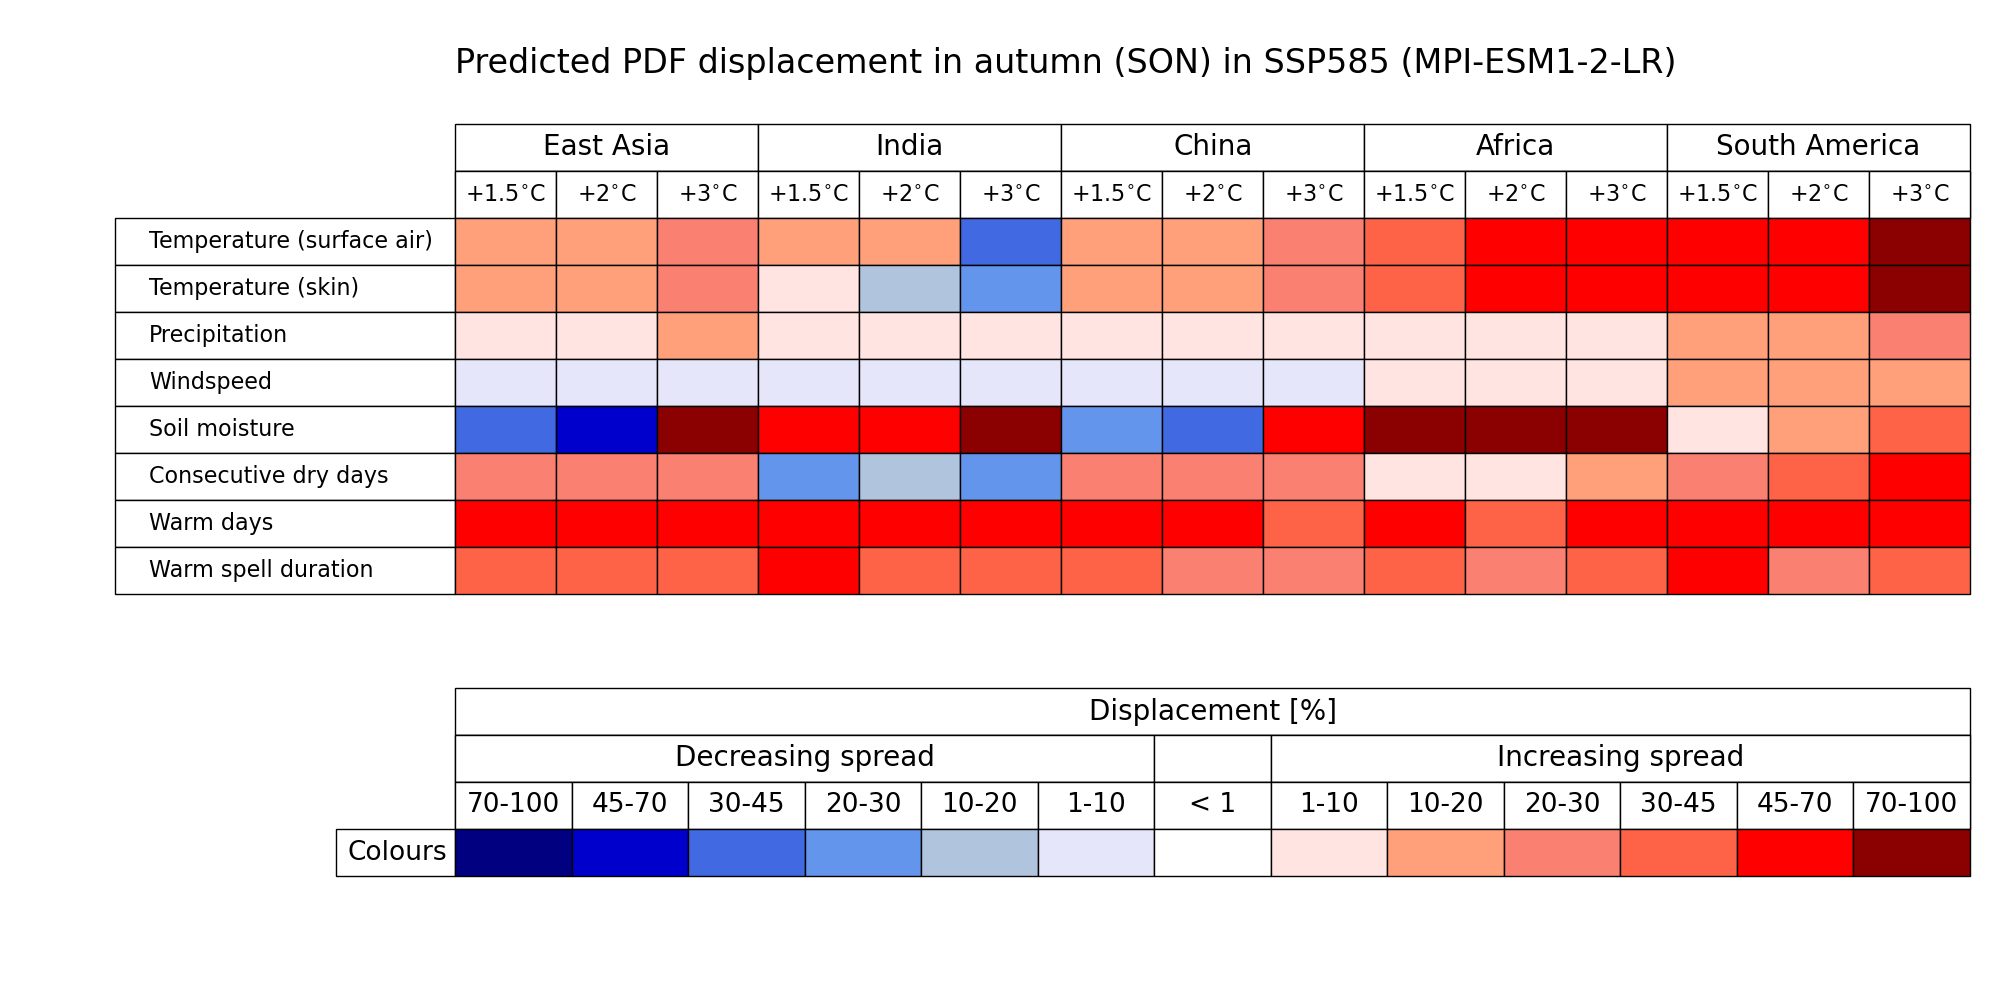 Predicted PDF displacement in autumn (SON) in SSP585 (MPI-ESM1-2-LR)
East Asia India China Africa South America
+1.5°C +2°C +3°C +1.5°C +2°C +3°C +1.5°C +2°C +3°C +1.5°C +2°C +3°C +1.5°C +2°C +3°C
Temperature (surface air)
Temperature (skin)
Precipitation
Windspeed
Soil moisture
Consecutive dry days
Warm days
Warm spell duration
Displacement [%]
Decreasing spread Increasing spread
70-100 45-70 30-45 20-30 10-20 1-10 < 1 1-10 10-20 20-30 30-45 45-70 70-100
Colours